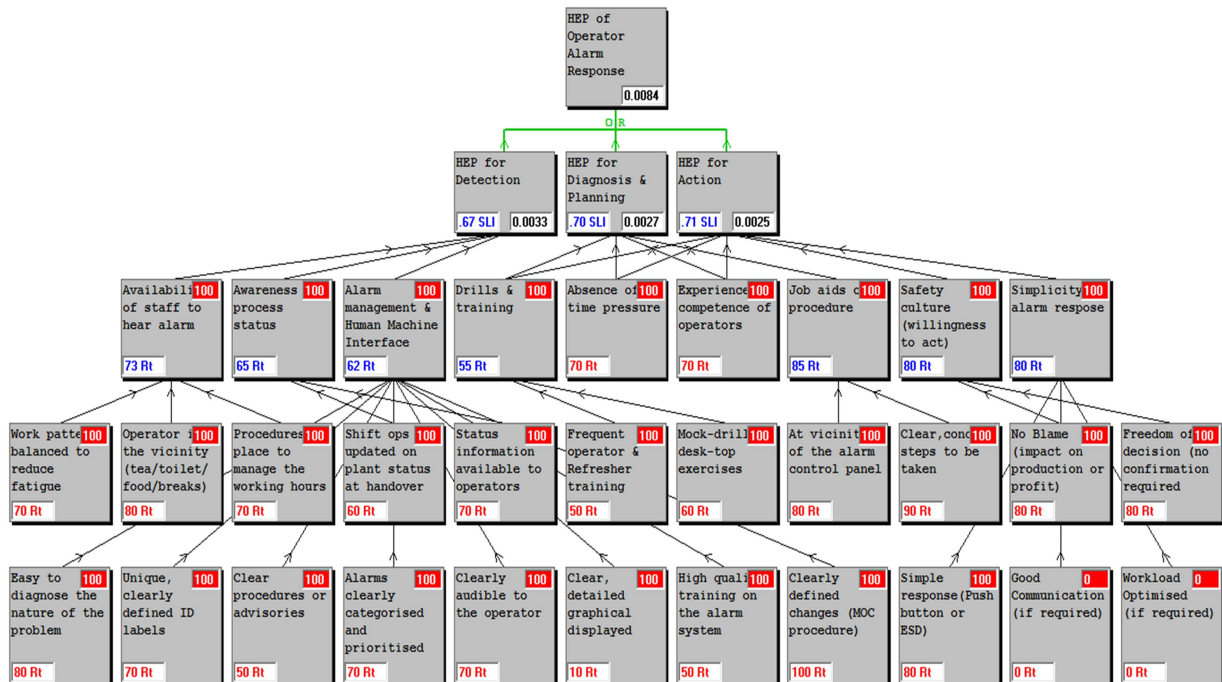 HEP of
Operator
Alarm
Response
0.0084
OR
HEP for
Detection
.67 SLI 0.0033
HEP for
Diagnosis &
Planning
.70 SLI 0.0027
HEP for
Action
.71 SLI 0.0025
Availabili 100
of staff to
hear alarm
73 Rt
Awareness 100
process
status
65 Rt
Alarm 100
management &
Human Machine
Interface
62 Rt
Drills & 100
training
55 Rt
Absence of 100
time pressure
70 Rt
Experience 100
competence of
operators
70 Rt
Job aids o 100
procedure
85 Rt
Safety 100
culture
(willingness
to act)
80 Rt
Simplicity 100
alarm respose
80 Rt
Work patte 100
balanced to
reduce
fatigue
70 Rt
Operator i 100
the vicinity
(tea/toilet/
food/breaks)
80 Rt
Procedures 100
place to
manage the
working hours
70 Rt
Shift ops 100
updated on
plant status
at handover
60 Rt
Status 100
information
available to
operators
70 Rt
Frequent 100
operator &
Refresher
training
50 Rt
Mock-drill 100
desk-top
exercises
60 Rt
At vicinit 100
of the alarm
control panel
80 Rt
Clear,conc 100
steps to be
taken
90 Rt
No Blame 100
(impact on
production or
profit)
80 Rt
Freedom of 100
decision (no
confirmation
required
80 Rt
Easy to 100
diagnose the
nature of the
problem
80 Rt
Unique, 100
clearly
defined ID
labels
70 Rt
Clear 100
procedures or
advisories
50 Rt
Alarms 100
clearly
categorised
and
prioritised
70 Rt
Clearly 100
audible to
the operator
70 Rt
Clear, 100
detailed
graphical
displayed
10 Rt
High quali 100
training on
the alarm
system
50 Rt
Clearly 100
defined
changes (MOC
procedure)
100 Rt
Simple 100
response(Push
button or
ESD)
80 Rt
Good 0
Communication
(if required)
0 Rt
Workload 0
Optimised
(if required)
0 Rt